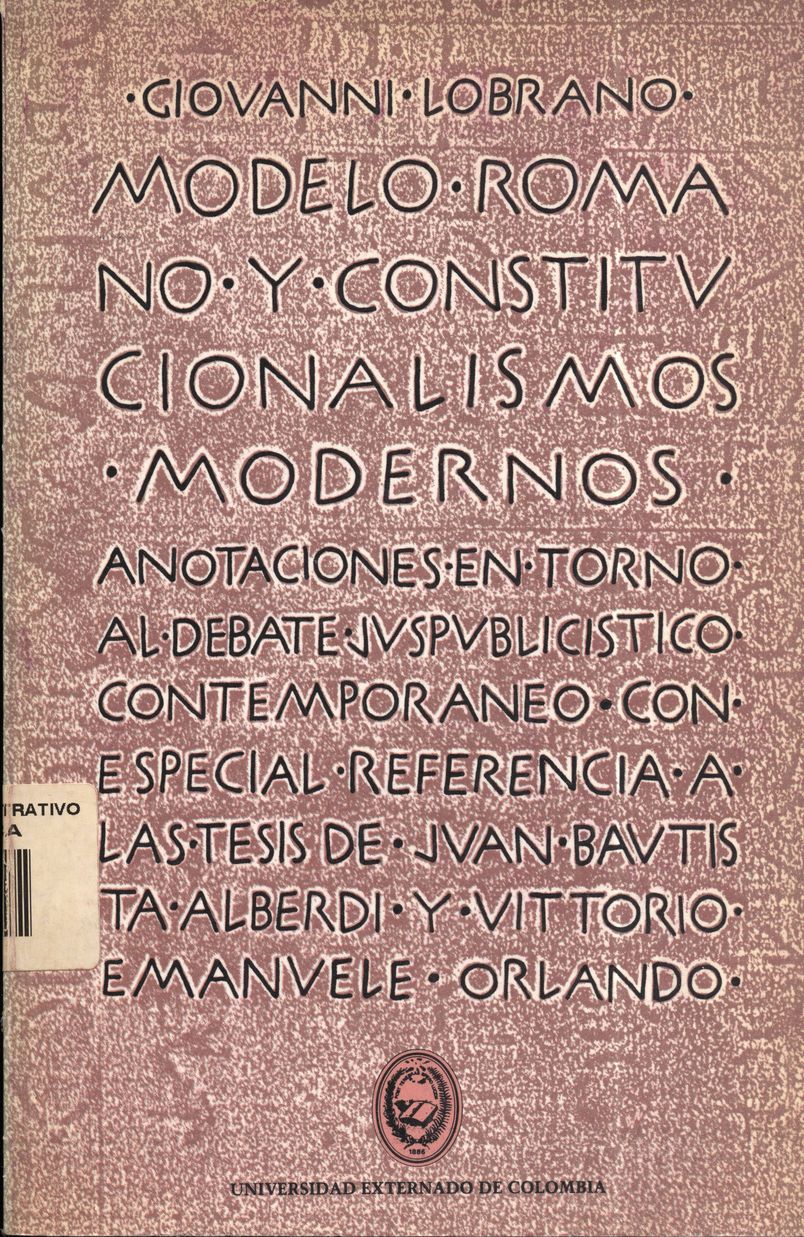 ·GIOVANNI·LOBRANO·
MODELO·ROMA
NO·Y·CONSTITV
CIONALISMOS
·MODERNOS·
ANOTACIONES·EN·TORNO·
AL·DEBATE·JVSPVBLICISTICO·
CONTEMPORANEO·CON·
ESPECIAL·REFERENCIA·A·
LAS·TESIS DE·JVAN·BAVTIS
TA·ALBERDI·Y·VITTORIO·
EMANVELE·ORLANDO·
TRATIVO
1886
UNIVERSIDAD EXTERNADO DE COLOMBIA